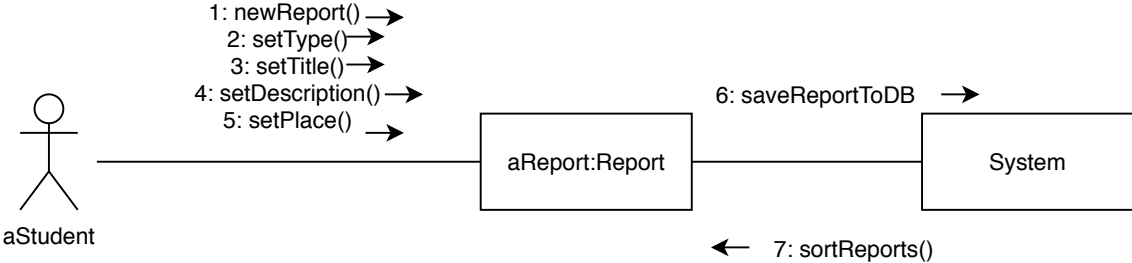 1: newReport()
2: setType()
3: setTitle()
4: setDescription()
5: setPlace()
6: saveReportToDB
aReport:Report
System
aStudent
7: sortReports()